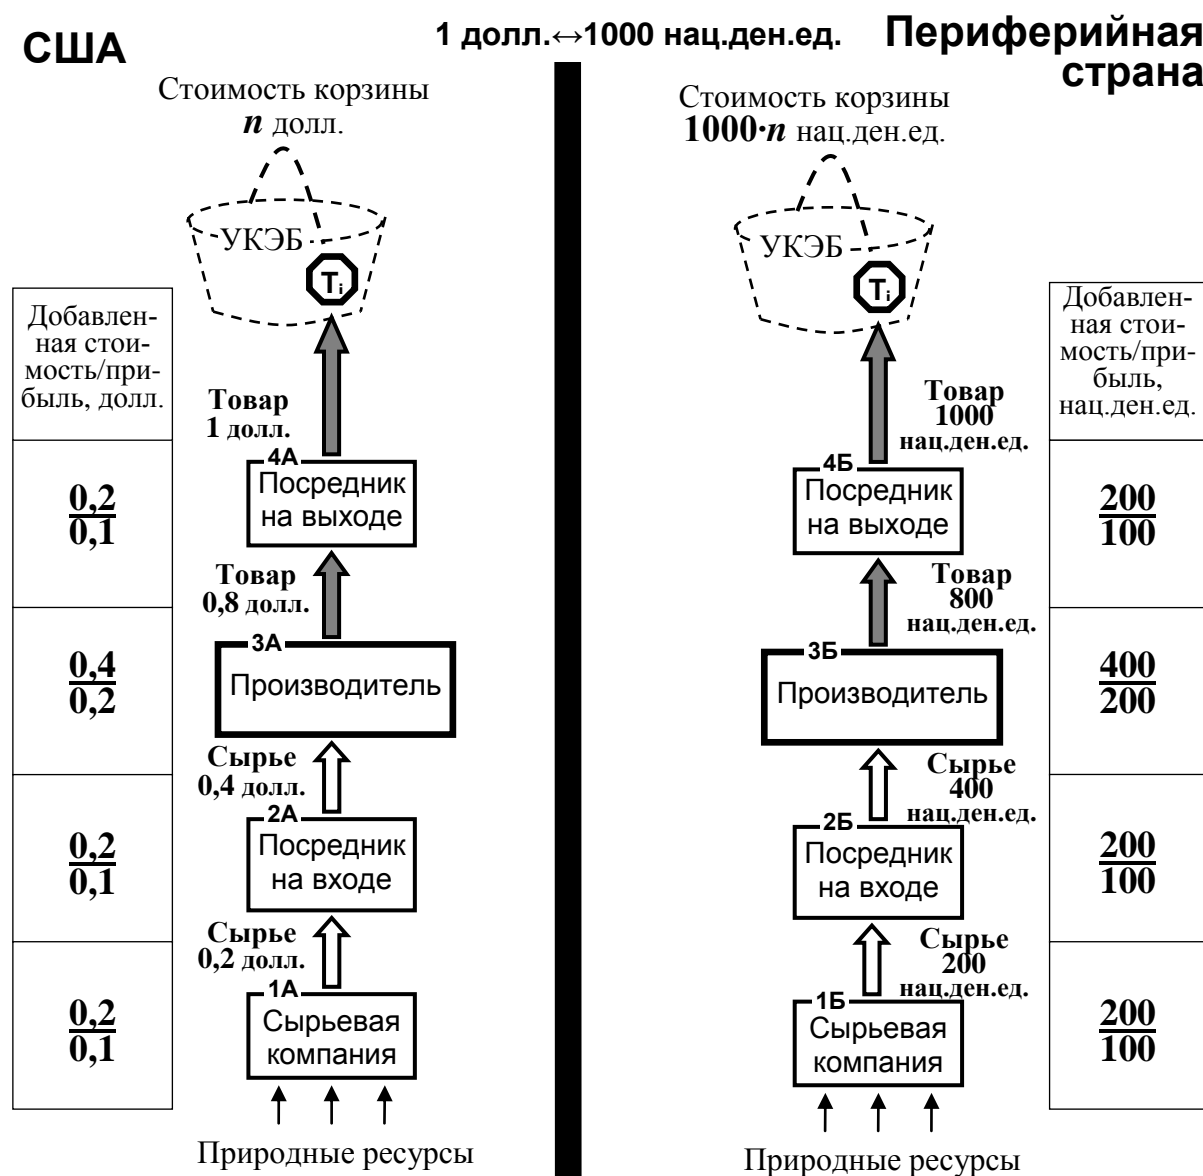 США
1 долл.↔1000 нац.ден.ед.
Периферийная
страна
Стоимость корзины
n долл.
УКЭБ
Ti
Добавлен-
ная стои-
мость/при-
быль, долл.
Товар
1 долл.
4А
Посредник
на выходе
0,2
0,1
Товар
0,8 долл.
3А
Производитель
0,4
0,2
Сырье
0,4 долл.
2А
Посредник
на входе
0,2
0,1
Сырье
0,2 долл.
1А
Сырьевая
компания
0,2
0,1
Природные ресурсы
Стоимость корзины
1000·n нац.ден.ед.
УКЭБ
Ti
Добавлен-
ная стои-
мость/при-
быль,
нац.ден.ед.
Товар
1000
нац.ден.ед.
4Б
Посредник
на выходе
200
100
Товар
800
нац.ден.ед.
3Б
Производитель
400
200
Сырье
400
нац.ден.ед.
2Б
Посредник
на входе
200
100
Сырье
200
нац.ден.ед.
1Б
Сырьевая
компания
200
100
Природные ресурсы